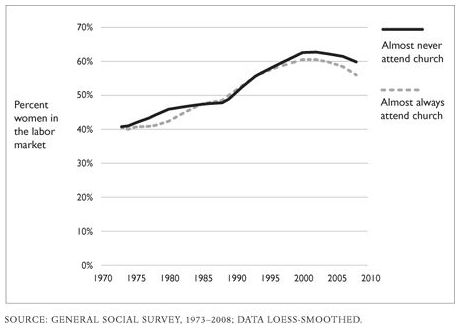 70%
60%
50%
40%
30%
20%
10%
0%
Percent
women in
the labor
market
1970 1975 1980 1985 1990 1995 2000 2005 2010
Almost never
attend church
Almost always
attend church
SOURCE: GENERAL SOCIAL SURVEY, 1973–2008; DATA LOESS-SMOOTHED.